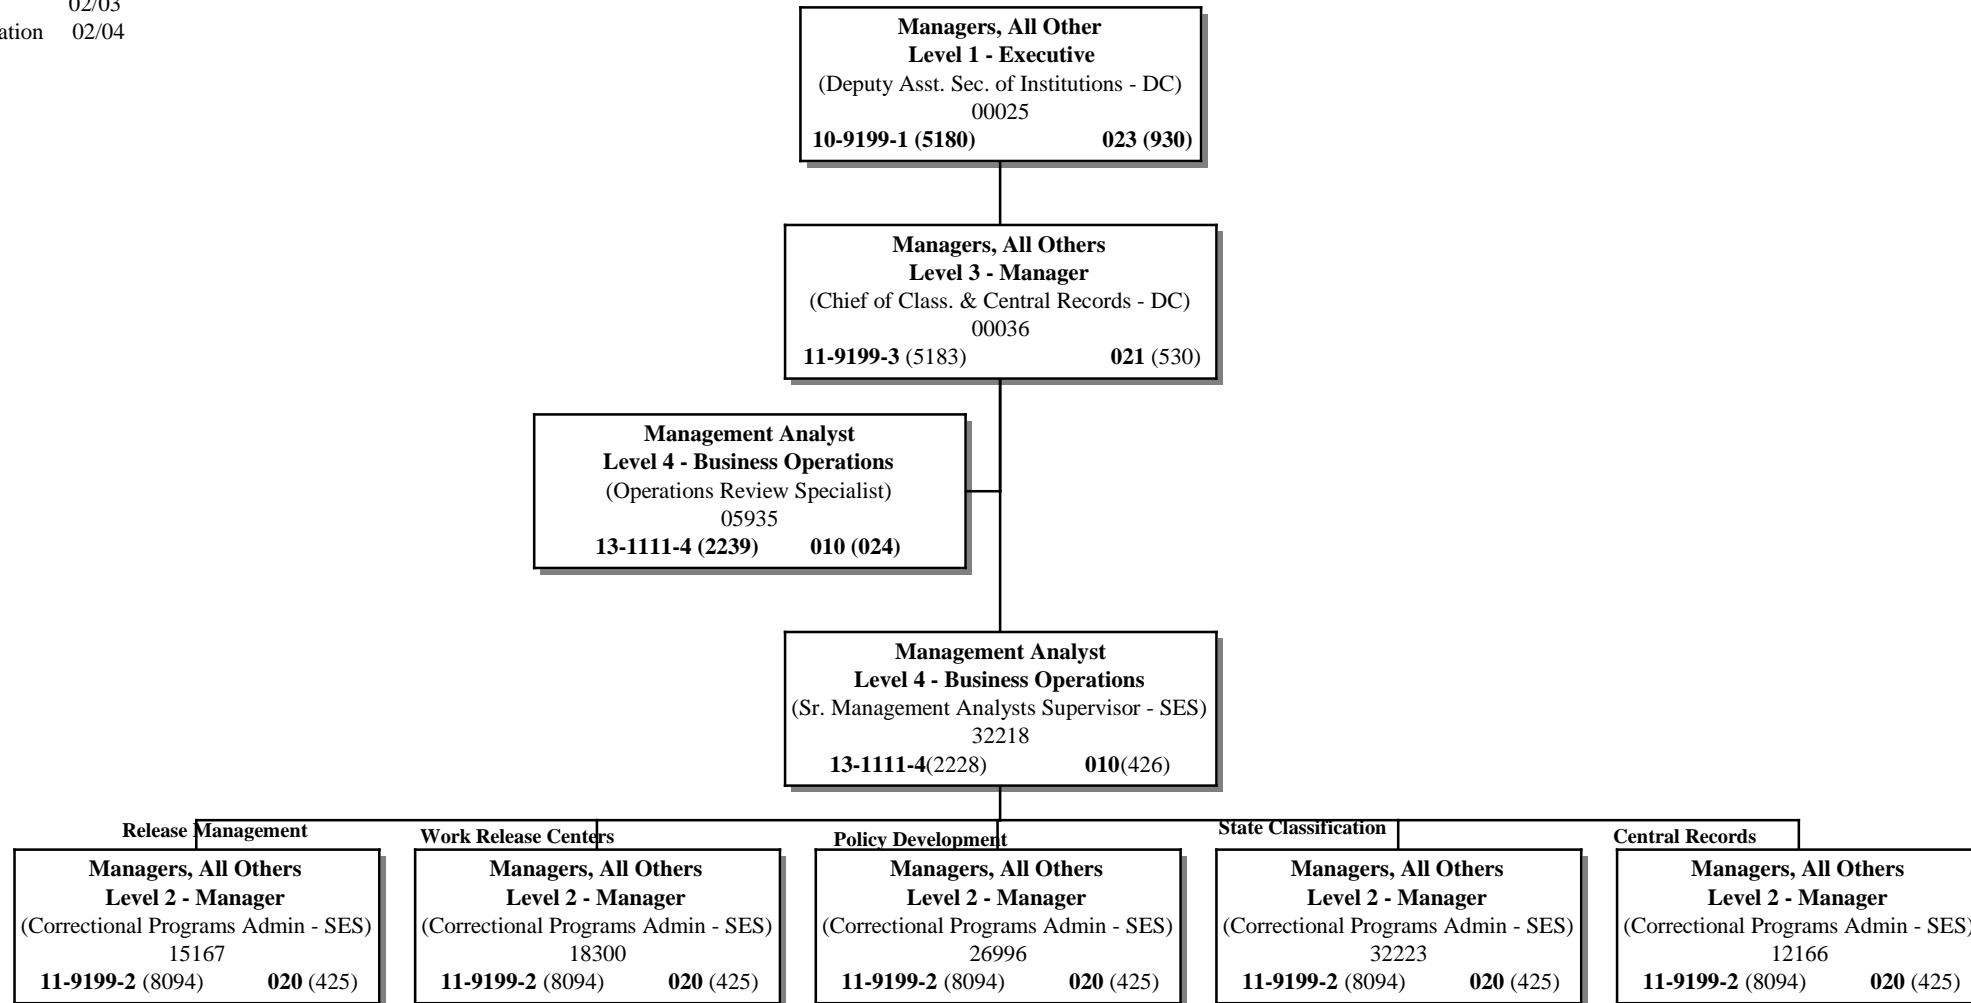 02/03
ation 02/04
Managers, All Other
Level 1 - Executive
(Deputy Asst. Sec. of Institutions - DC)
00025
10-9199-1 (5180) 023 (930)
Managers, All Others
Level 3 - Manager
(Chief of Class. & Central Records - DC)
00036
11-9199-3 (5183) 021 (530)
Management Analyst
Level 4 - Business Operations
(Operations Review Specialist)
05935
13-1111-4 (2239) 010 (024)
Management Analyst
Level 4 - Business Operations
(Sr. Management Analysts Supervisor - SES)
32218
13-1111-4(2228) 010(426)
Release Management
Managers, All Others
Level 2 - Manager
(Correctional Programs Admin - SES)
15167
11-9199-2 (8094) 020 (425)
Work Release Centers
Managers, All Others
Level 2 - Manager
(Correctional Programs Admin - SES)
18300
11-9199-2 (8094) 020 (425)
Policy Development
Managers, All Others
Level 2 - Manager
(Correctional Programs Admin - SES)
26996
11-9199-2 (8094) 020 (425)
State Classification
Managers, All Others
Level 2 - Manager
(Correctional Programs Admin - SES)
32223
11-9199-2 (8094) 020 (425)
Central Records
Managers, All Others
Level 2 - Manager
(Correctional Programs Admin - SES)
12166
11-9199-2 (8094) 020 (425)